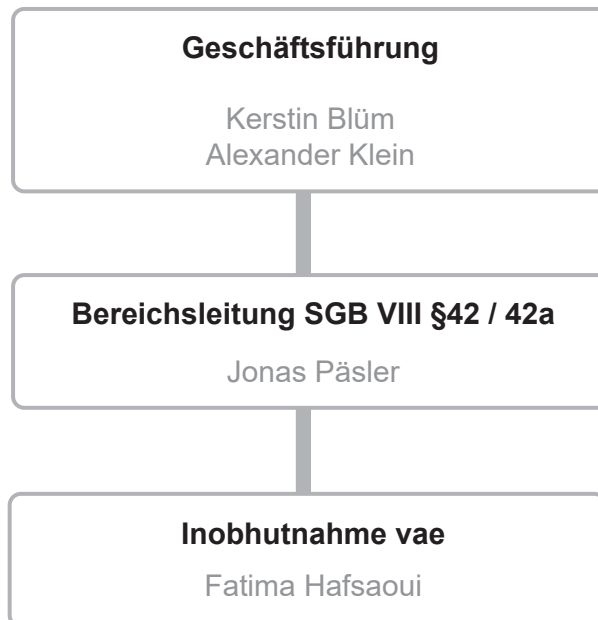 Geschäftsführung
Kerstin Blüm
Alexander Klein
Bereichsleitung SGB VIII §42 / 42a
Jonas Päsler
Inobhutnahme vae
Fatima Hafsaoui